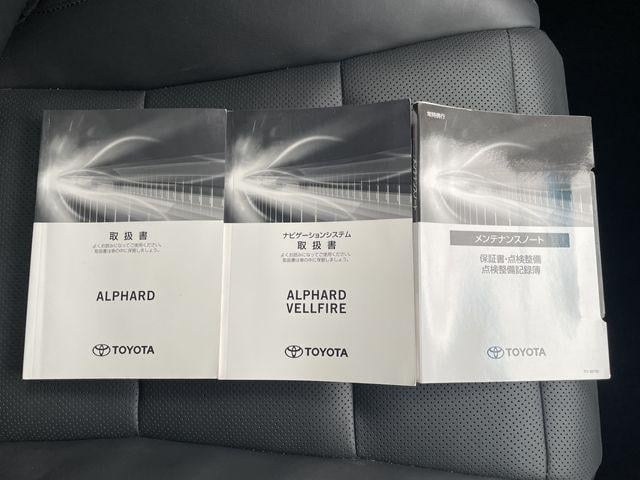 取扱書
よくお読みになってご使用ください。
取扱書は車の中に保管しましょう。
ALPHARD
TOYOTA
ナビゲーションシステム
取扱書
よくお読みになってご使用ください。
取扱書は車の中に保管しましょう。
ALPHARD
VELLFIRE
TOYOTA
常時携行
メンテナンスノート
保証書・点検整備
点検整備記録簿
TOYOTA